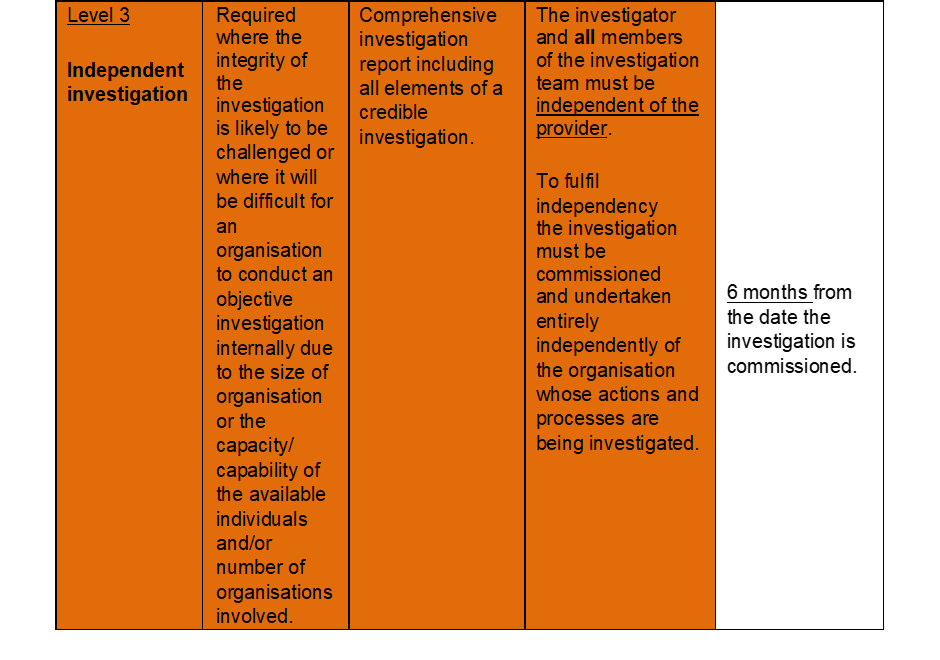 Level 3
Independent
investigation
Required
where the
integrity of
the
investigation
is likely to be
challenged or
where it will
be difficult for
an
organisation
to conduct an
objective
investigation
internally due
to the size of
organisation
or the
capacity/
capability of
the available
individuals
and/or
number of
organisations
involved.
Comprehensive
investigation
report including
all elements of a
credible
investigation.
The investigator
and all members
of the investigation
team must be
independent of the
provider.
To fulfil
independency
the investigation
must be
commissioned
and undertaken
entirely
independently of
the organisation
whose actions and
processes are
being investigated.
6 months from
the date the
investigation is
commissioned.